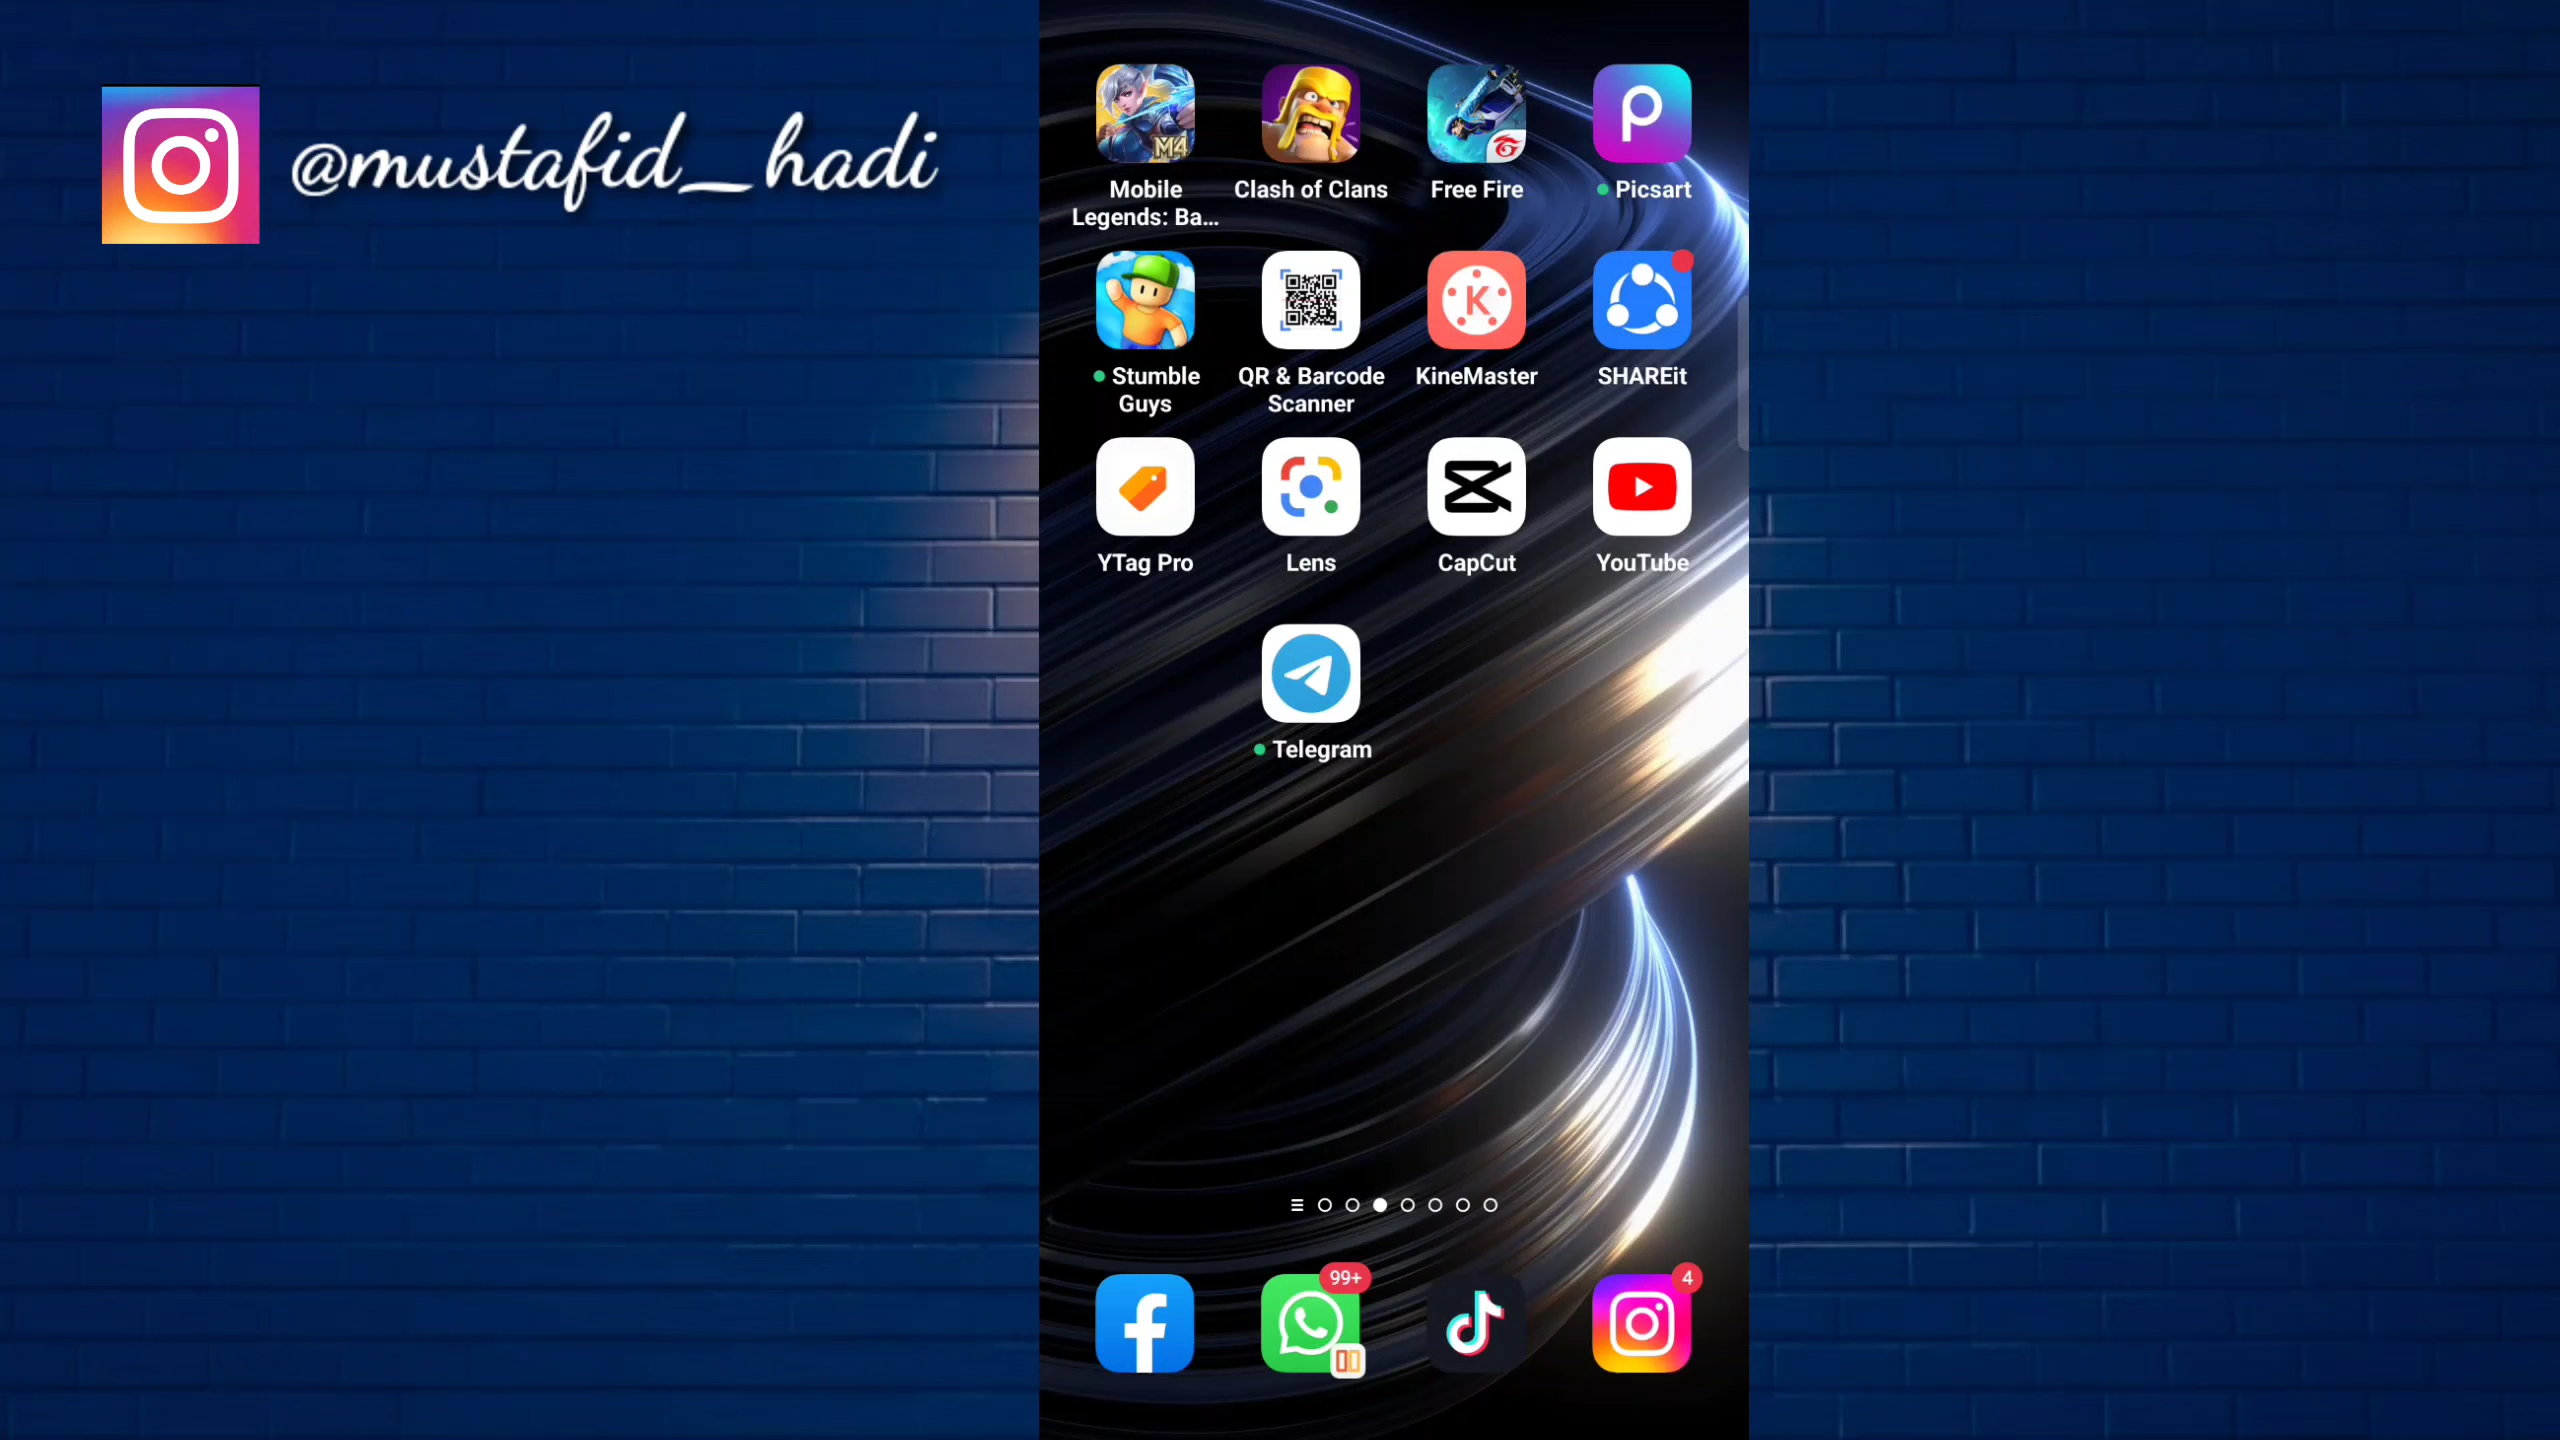 @mustafid_hadi
M4
Mobile
Legends: Ba...
Clash of Clans
Free Fire
Picsart
Stumble
Guys
QR & Barcode
Scanner
K
KineMaster
SHAREit
YTag Pro
Lens
CapCut
YouTube
Telegram
99+
4